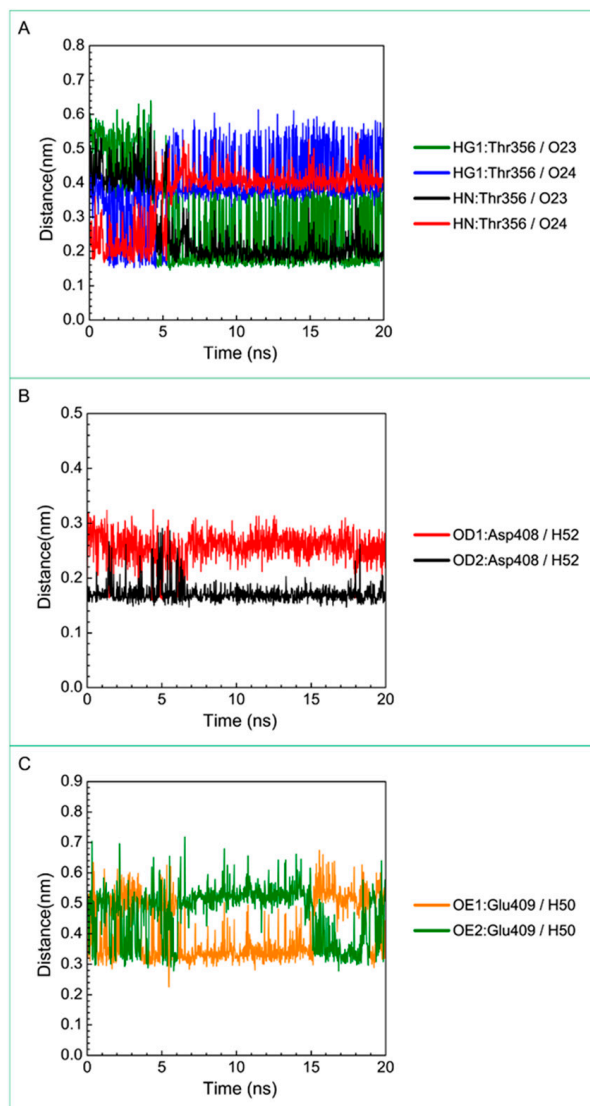 A
0.8
0.7
0.6
0.5
0.4
0.3
0.2
0.1
0.0
Distance(nm)
0 5 10 15 20
Time (ns)
HG1:Thr356 / O23
HG1:Thr356 / O24
HN:Thr356 / O23
HN:Thr356 / O24
B
0.5
0.4
0.3
0.2
0.1
0.0
Distance(nm)
0 5 10 15 20
Time (ns)
OD1:Asp408 / H52
OD2:Asp408 / H52
C
0.9
0.8
0.7
0.6
0.5
0.4
0.3
0.2
0.1
0.0
Distance(nm)
0 5 10 15 20
Time (ns)
OE1:Glu409 / H50
OE2:Glu409 / H50